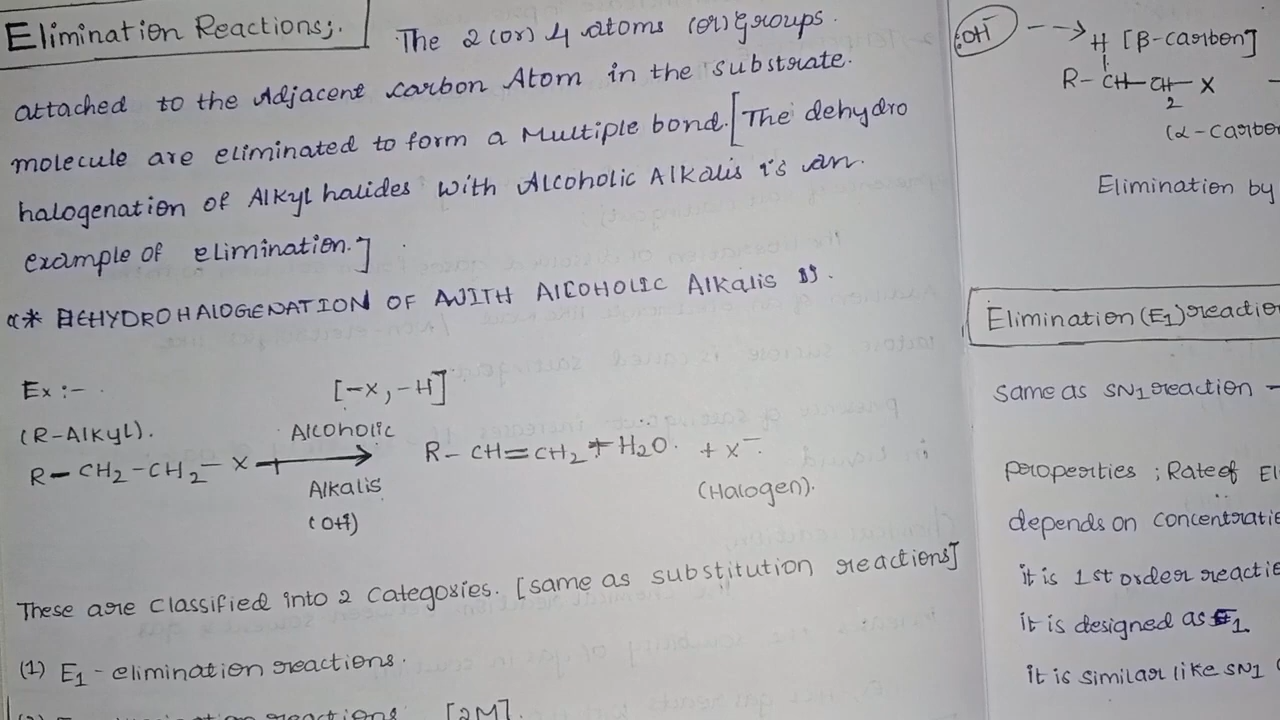 Elimination Reactions;. The 2 (or) 4 atoms (or) Groups.
attached to the Adjacent carbon Atom in the substrate.
molecule are eliminated to form a Multiple bond. [The dehydro
halogenation of Alkyl halides with Alcoholic Alkalis is an.
example of elimination.]
DEHYDROHALOGENATION OF WITH AlCOHOLIC Alkalis
Ex :- [-X, -H]
(R-Alkyl). Alcoholic
R-CH2-CH2-X + → R-CH=CH2 + H2O. + X-.
Alkalis (Halogen).
(OH)
These are classified into 2 categories. [same as substitution reactions]
(1) E1 - elimination reactions.
reactions [2M].
:OH- --→ H [β-carbon]
R-CH-CH2-X
(α-carbo
Elimination by
Elimination (E1) reactio
same as SN1 reaction -
properties ; Rate of El
depends on concentrati
it is 1st order reacti
it is designed as E1.
it is similar like SN1